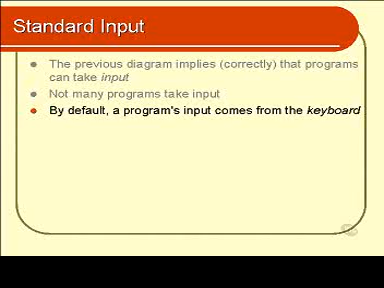 Standard Input
The previous diagram implies (correctly) that programs
can take input
Not many programs take input
By default, a program's input comes from the keyboard